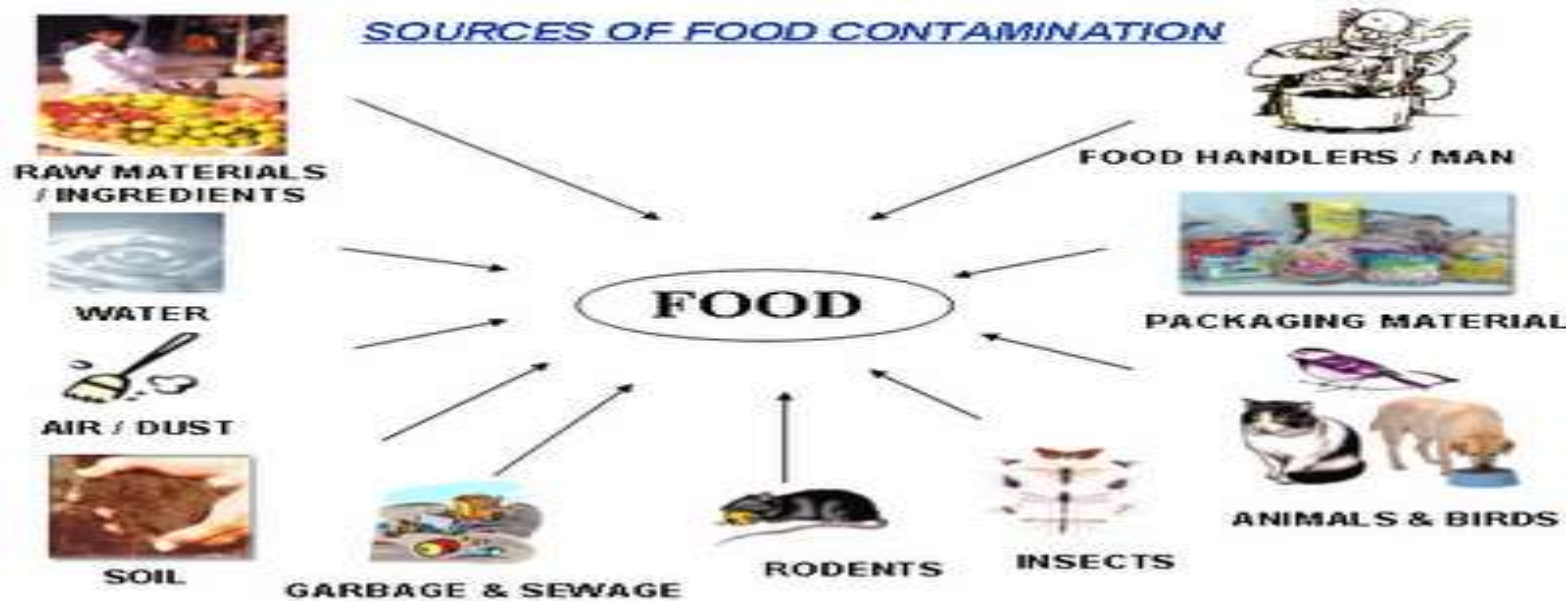 SOURCES OF FOOD CONTAMINATION
RAW MATERIALS
/ INGREDIENTS
FOOD HANDLERS / MAN
WATER
FOOD
PACKAGING MATERIAL
AIR / DUST
SOIL
GARBAGE & SEWAGE
RODENTS
INSECTS
ANIMALS & BIRDS